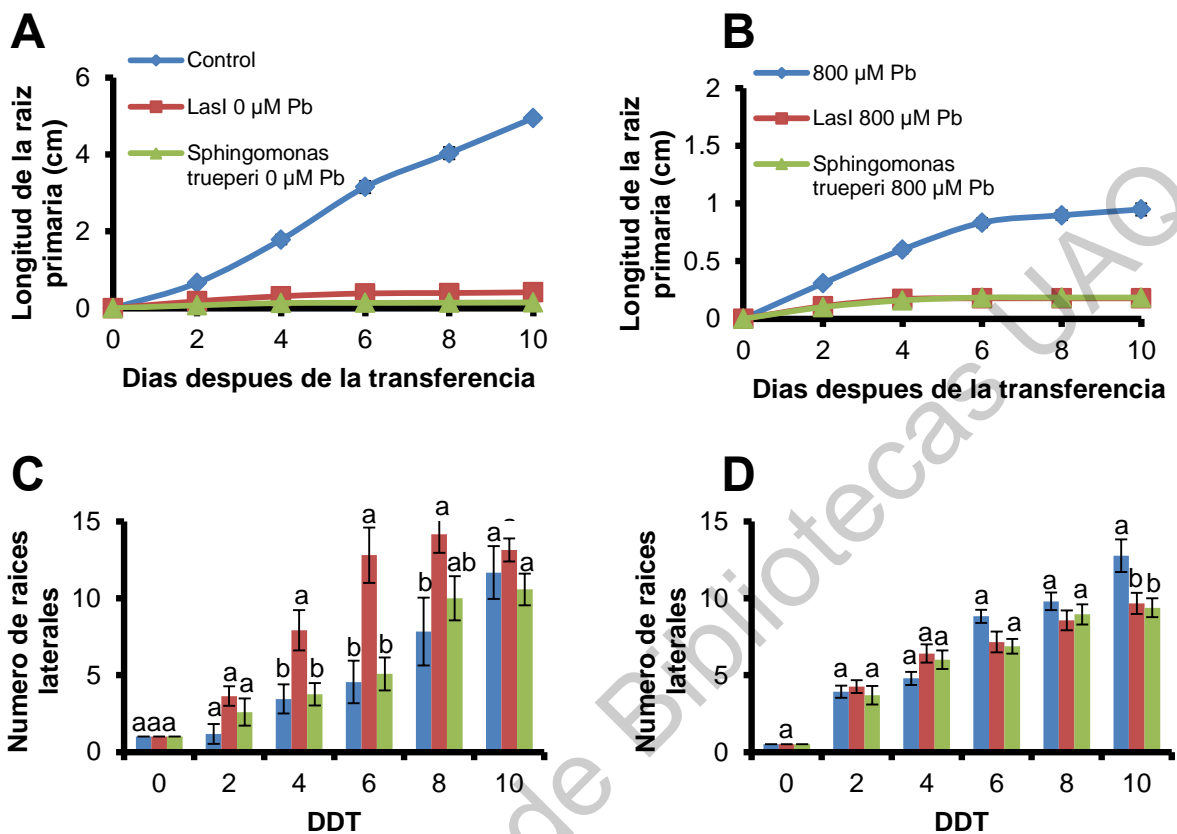 A
Control
LasI 0 µM Pb
Sphingomonas
trueperi 0 µM Pb
Longitud de la raiz
primaria (cm)
6
4
2
0
0 2 4 6 8 10
Dias despues de la transferencia
B
800 µM Pb
LasI 800 µM Pb
Sphingomonas
trueperi 800 µM Pb
Longitud de la raiz
primaria (cm)
2
1.5
1
0.5
0
0 2 4 6 8 10
Dias despues de la transferencia
C
Numero de raices
laterales
15
10
5
0
aaa
a a a
b a b
b a b
b a ab
a a
0 2 4 6 8 10
DDT
D
Numero de raices
laterales
15
10
5
0
a
a a
a a a
a a
a a
a b b
0 2 4 6 8 10
DDT
de Bibliotecas UAQ